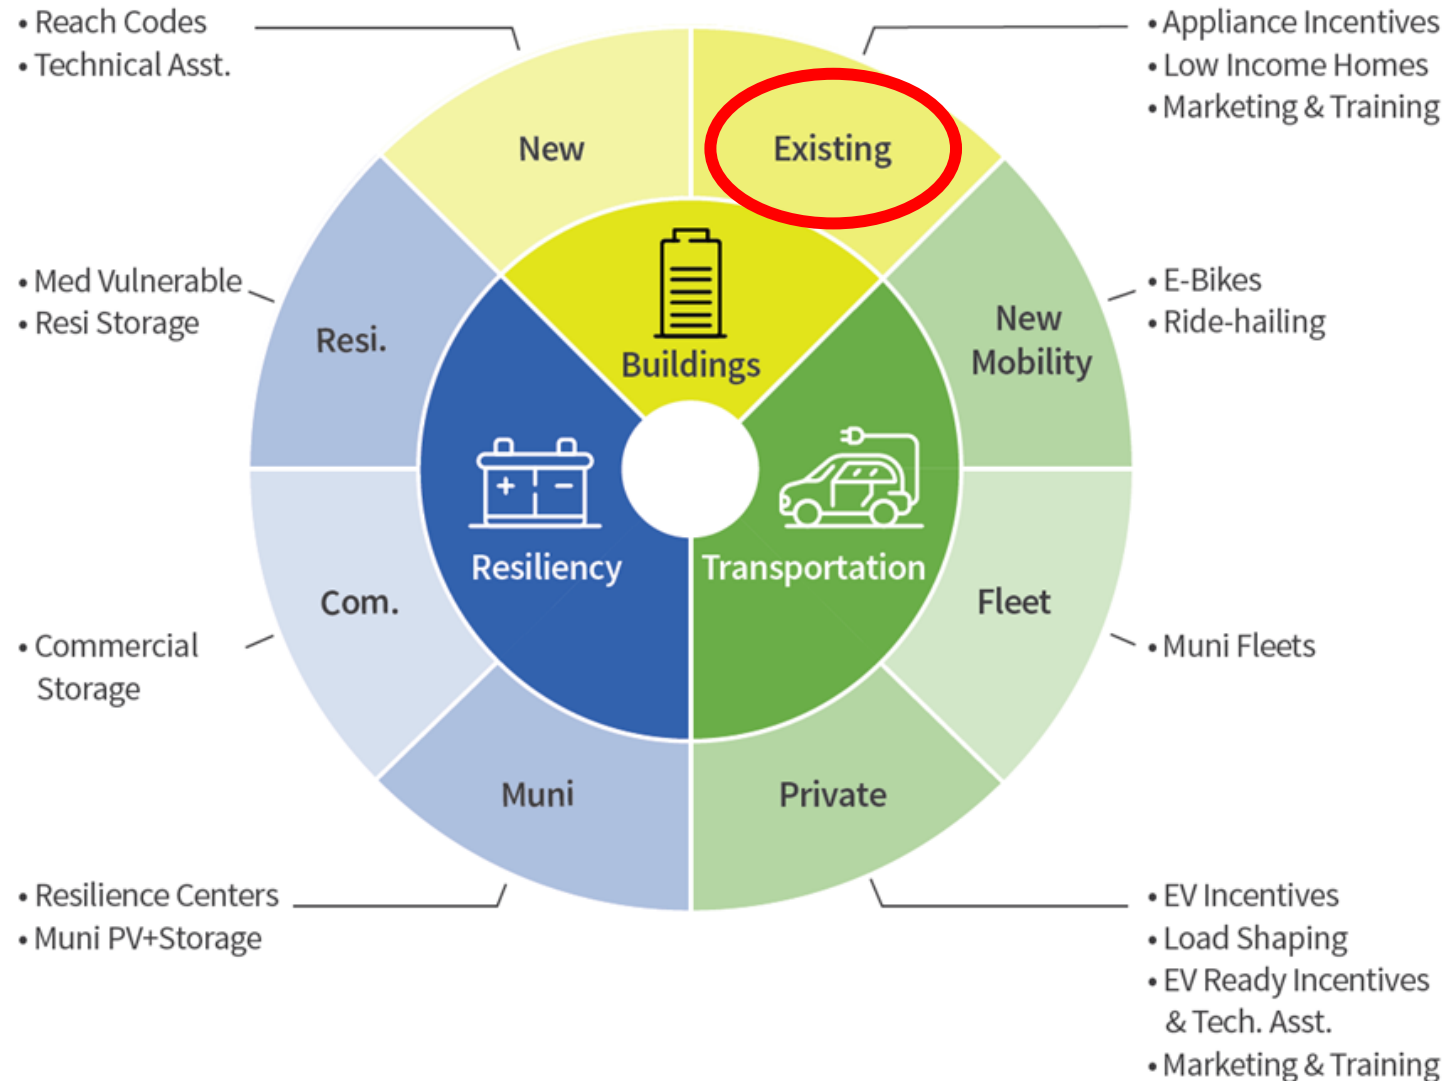 • Reach Codes
• Technical Asst.
• Appliance Incentives
• Low Income Homes
• Marketing & Training
New
Existing
• Med Vulnerable
• Resi Storage
Resi.
Buildings
New
Mobility
• E-Bikes
• Ride-hailing
+ −
Resiliency
Transportation
Com.
Fleet
• Commercial
Storage
• Muni Fleets
Muni
Private
• Resilience Centers
• Muni PV+Storage
• EV Incentives
• Load Shaping
• EV Ready Incentives
& Tech. Asst.
• Marketing & Training